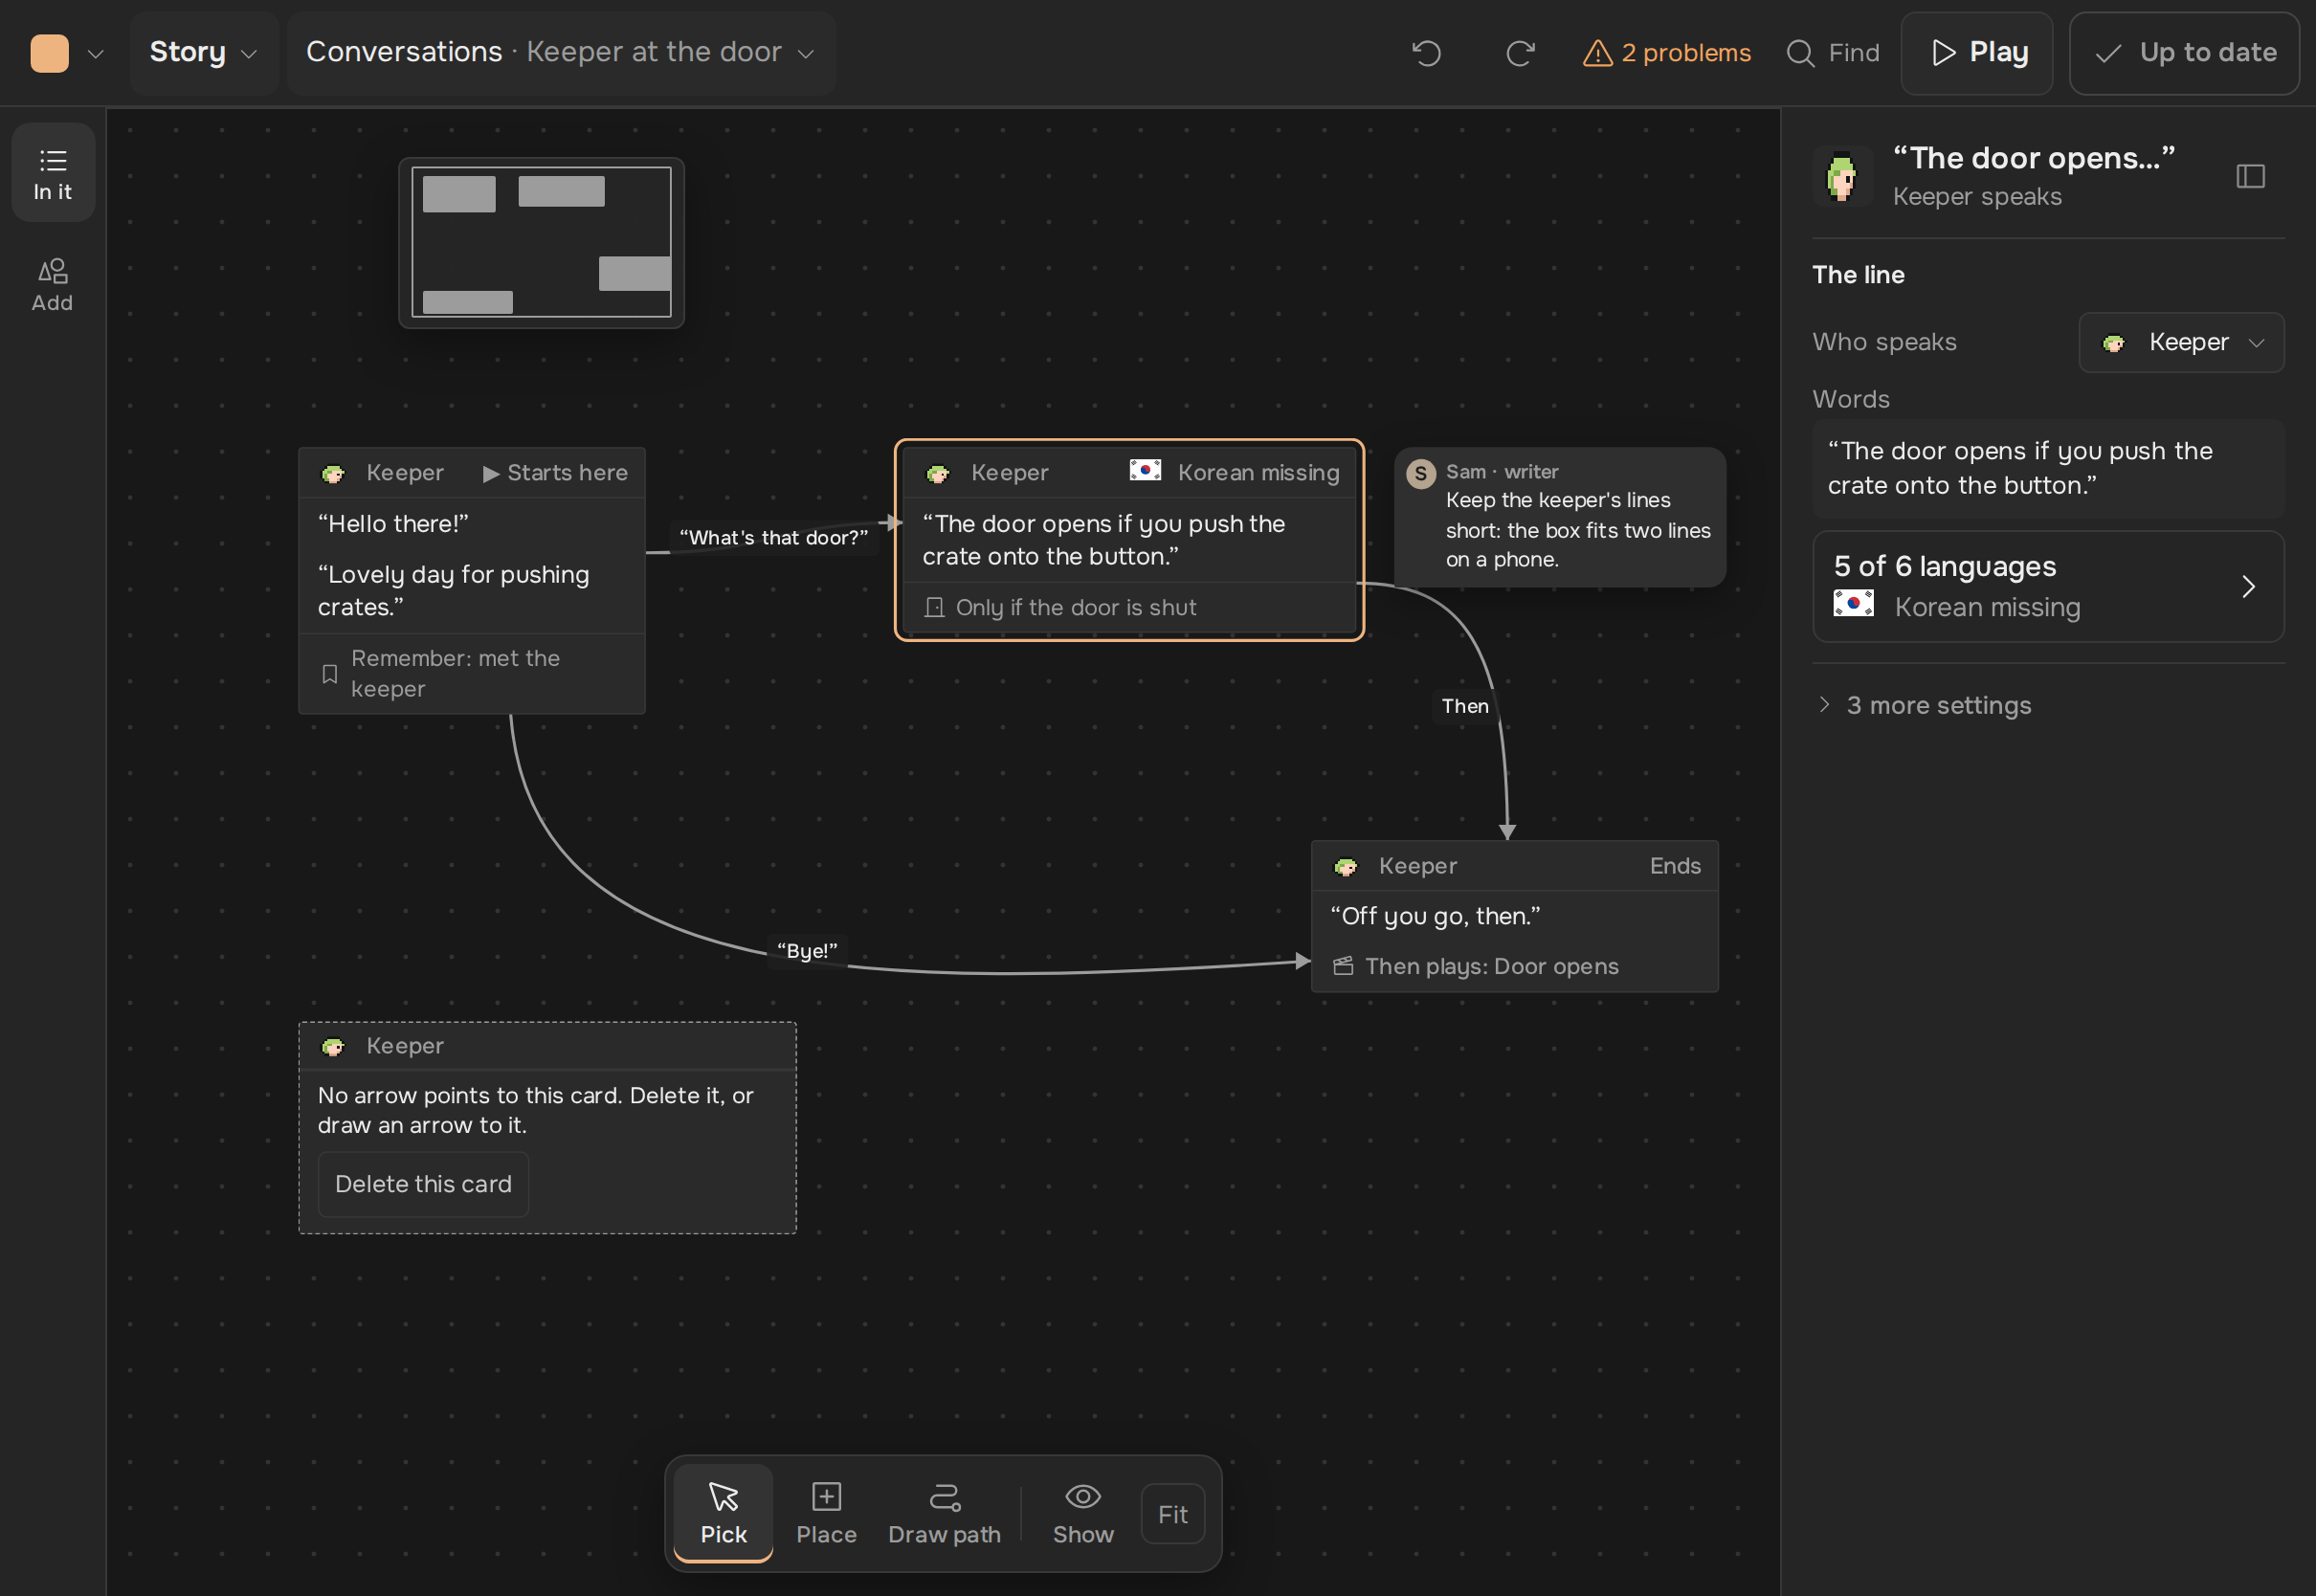 Story
Conversations · Keeper at the door
2 problems
Find
Play
Up to date
In it
Add
Keeper
▶ Starts here
“Hello there!”
“Lovely day for pushing
crates.”
Remember: met the
keeper
“What's that door?”
Keeper
Korean missing
“The door opens if you push the
crate onto the button.”
Only if the door is shut
S
Sam · writer
Keep the keeper's lines
short: the box fits two lines
on a phone.
Then
“Bye!”
Keeper
Ends
“Off you go, then.”
Then plays: Door opens
Keeper
No arrow points to this card. Delete it, or
draw an arrow to it.
Delete this card
Pick
Place
Draw path
Show
Fit
“The door opens…”
Keeper speaks
The line
Who speaks
Keeper
Words
“The door opens if you push the
crate onto the button.”
5 of 6 languages
Korean missing
3 more settings